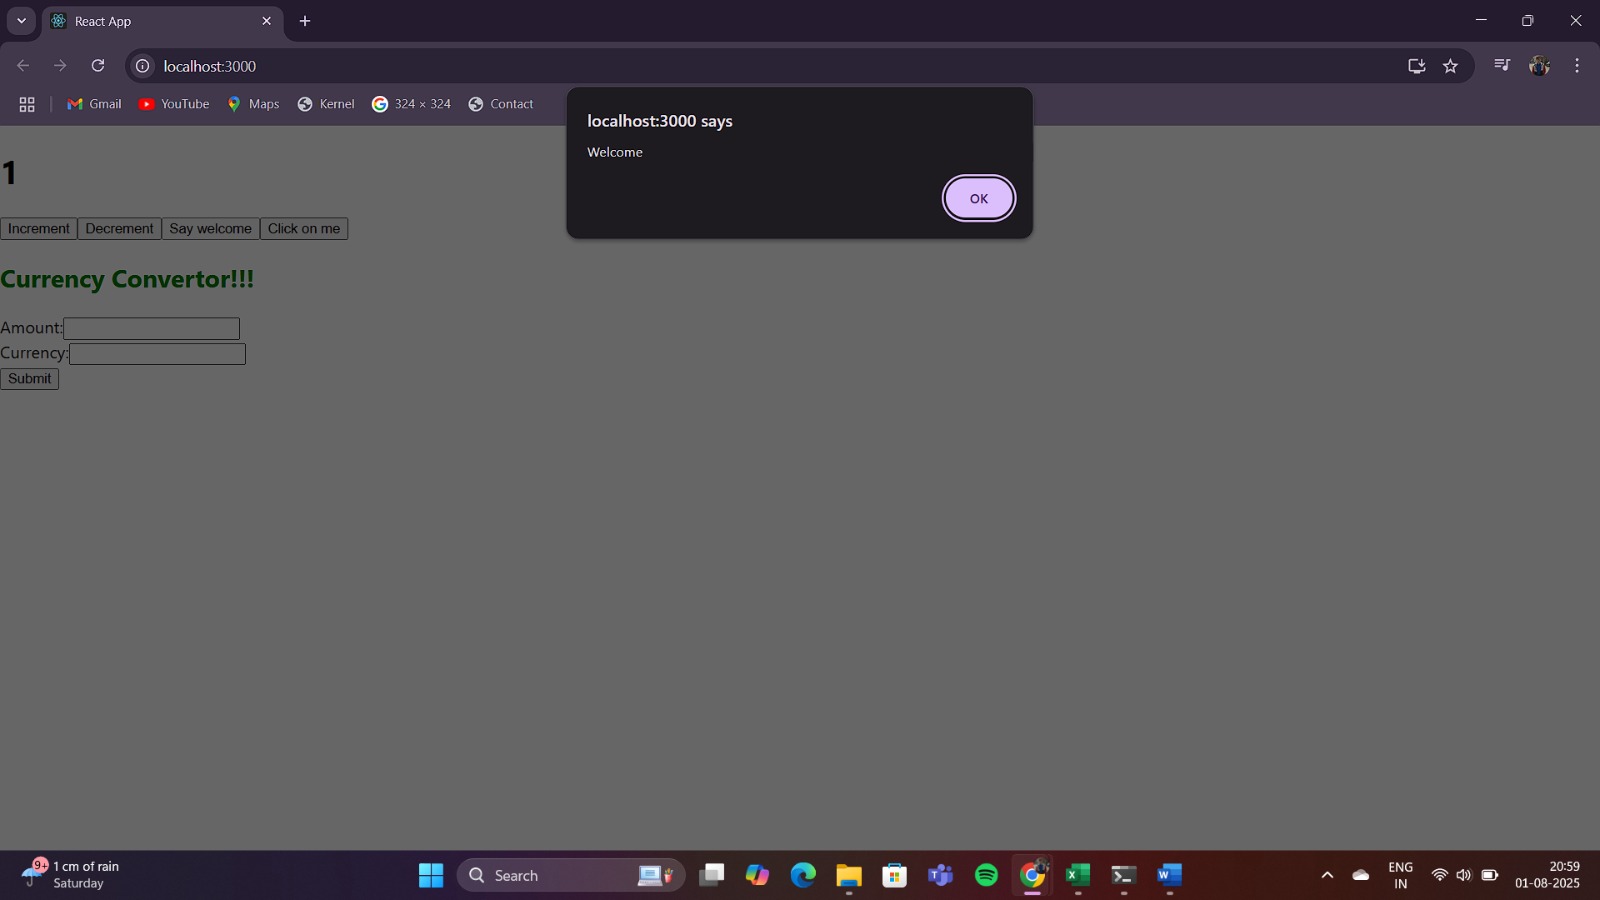 React App
localhost:3000
Gmail YouTube Maps Kernel 324 × 324 Contact
localhost:3000 says
Welcome
OK
1
Increment Decrement Say welcome Click on me
Currency Convertor!!!
Amount:
Currency:
Submit
9+ 1 cm of rain
Saturday
Search
ENG
IN
20:59
01-08-2025